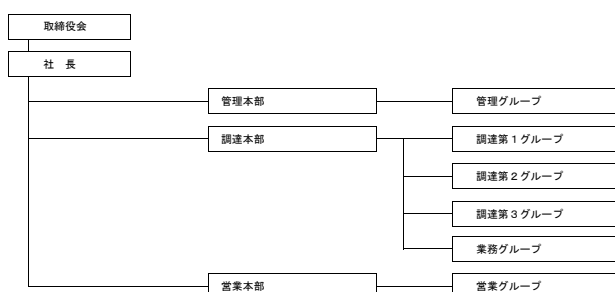 取締役会
社　長
管理本部
管理グループ
調達本部
調達第１グループ
調達第２グループ
調達第３グループ
業務グループ
営業本部
営業グループ